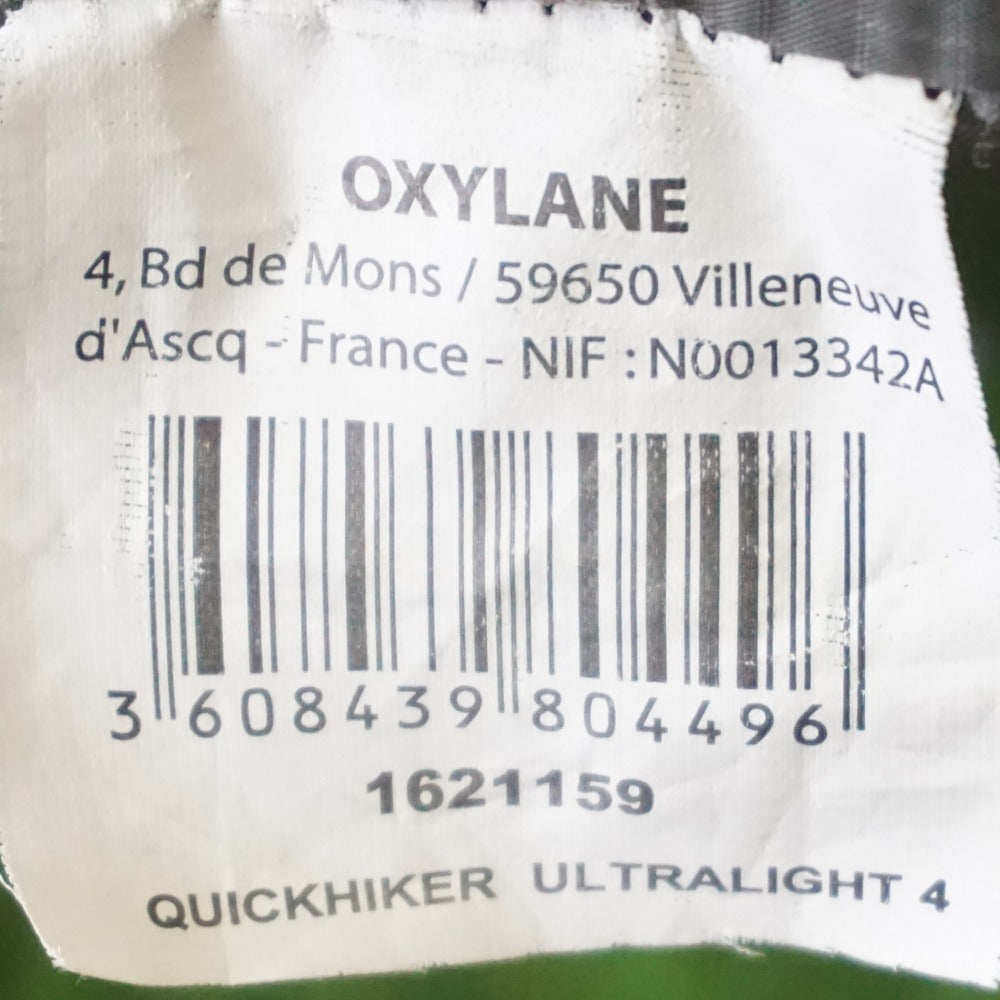 OXYLANE
4, Bd de Mons / 59650 Villeneuve
d'Ascq - France - NIF : N0013342A
3 608439 804496
1621159
QUICKHIKER ULTRALIGHT 4